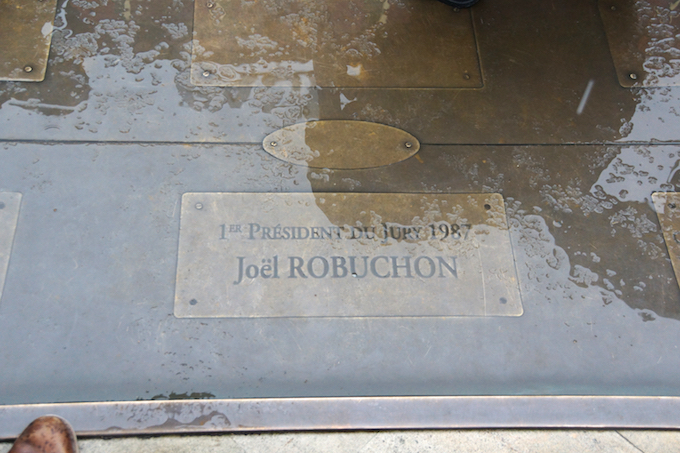 1ER PRÉSIDENT DU JURY 1987
Joël ROBUCHON